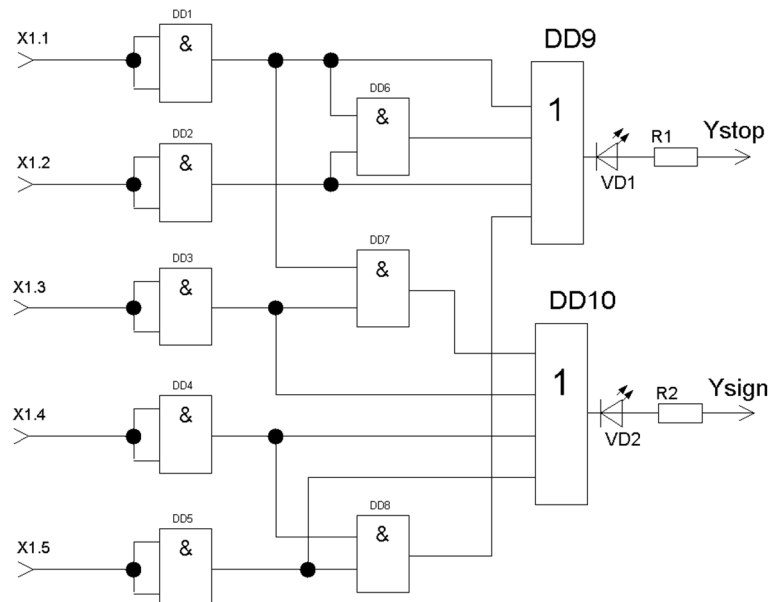 DD1
X1.1
&
DD9
DD6
1
&
R1
Ystop
VD1
DD2
X1.2
&
DD7
&
DD3
X1.3
&
DD10
1
R2
Ysign
VD2
DD4
X1.4
&
DD8
&
DD5
X1.5
&